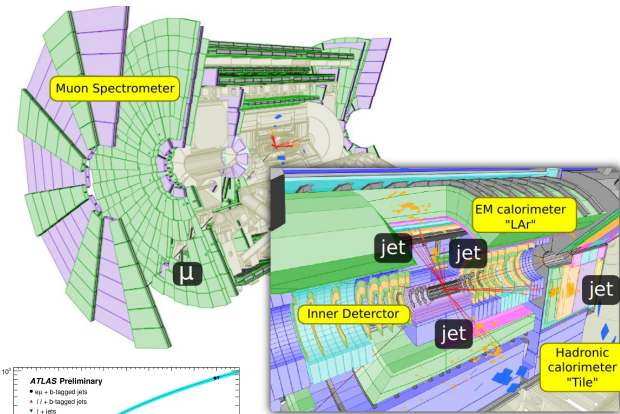 Muon Spectrometer
EM calorimeter
"LAr"
jet
jet
μ
jet
Inner Deterctor
jet
Hadronic
calorimeter
"Tile"
ATLAS Preliminary
eμ + b-tagged jets
l l + b-tagged jets
l + jets